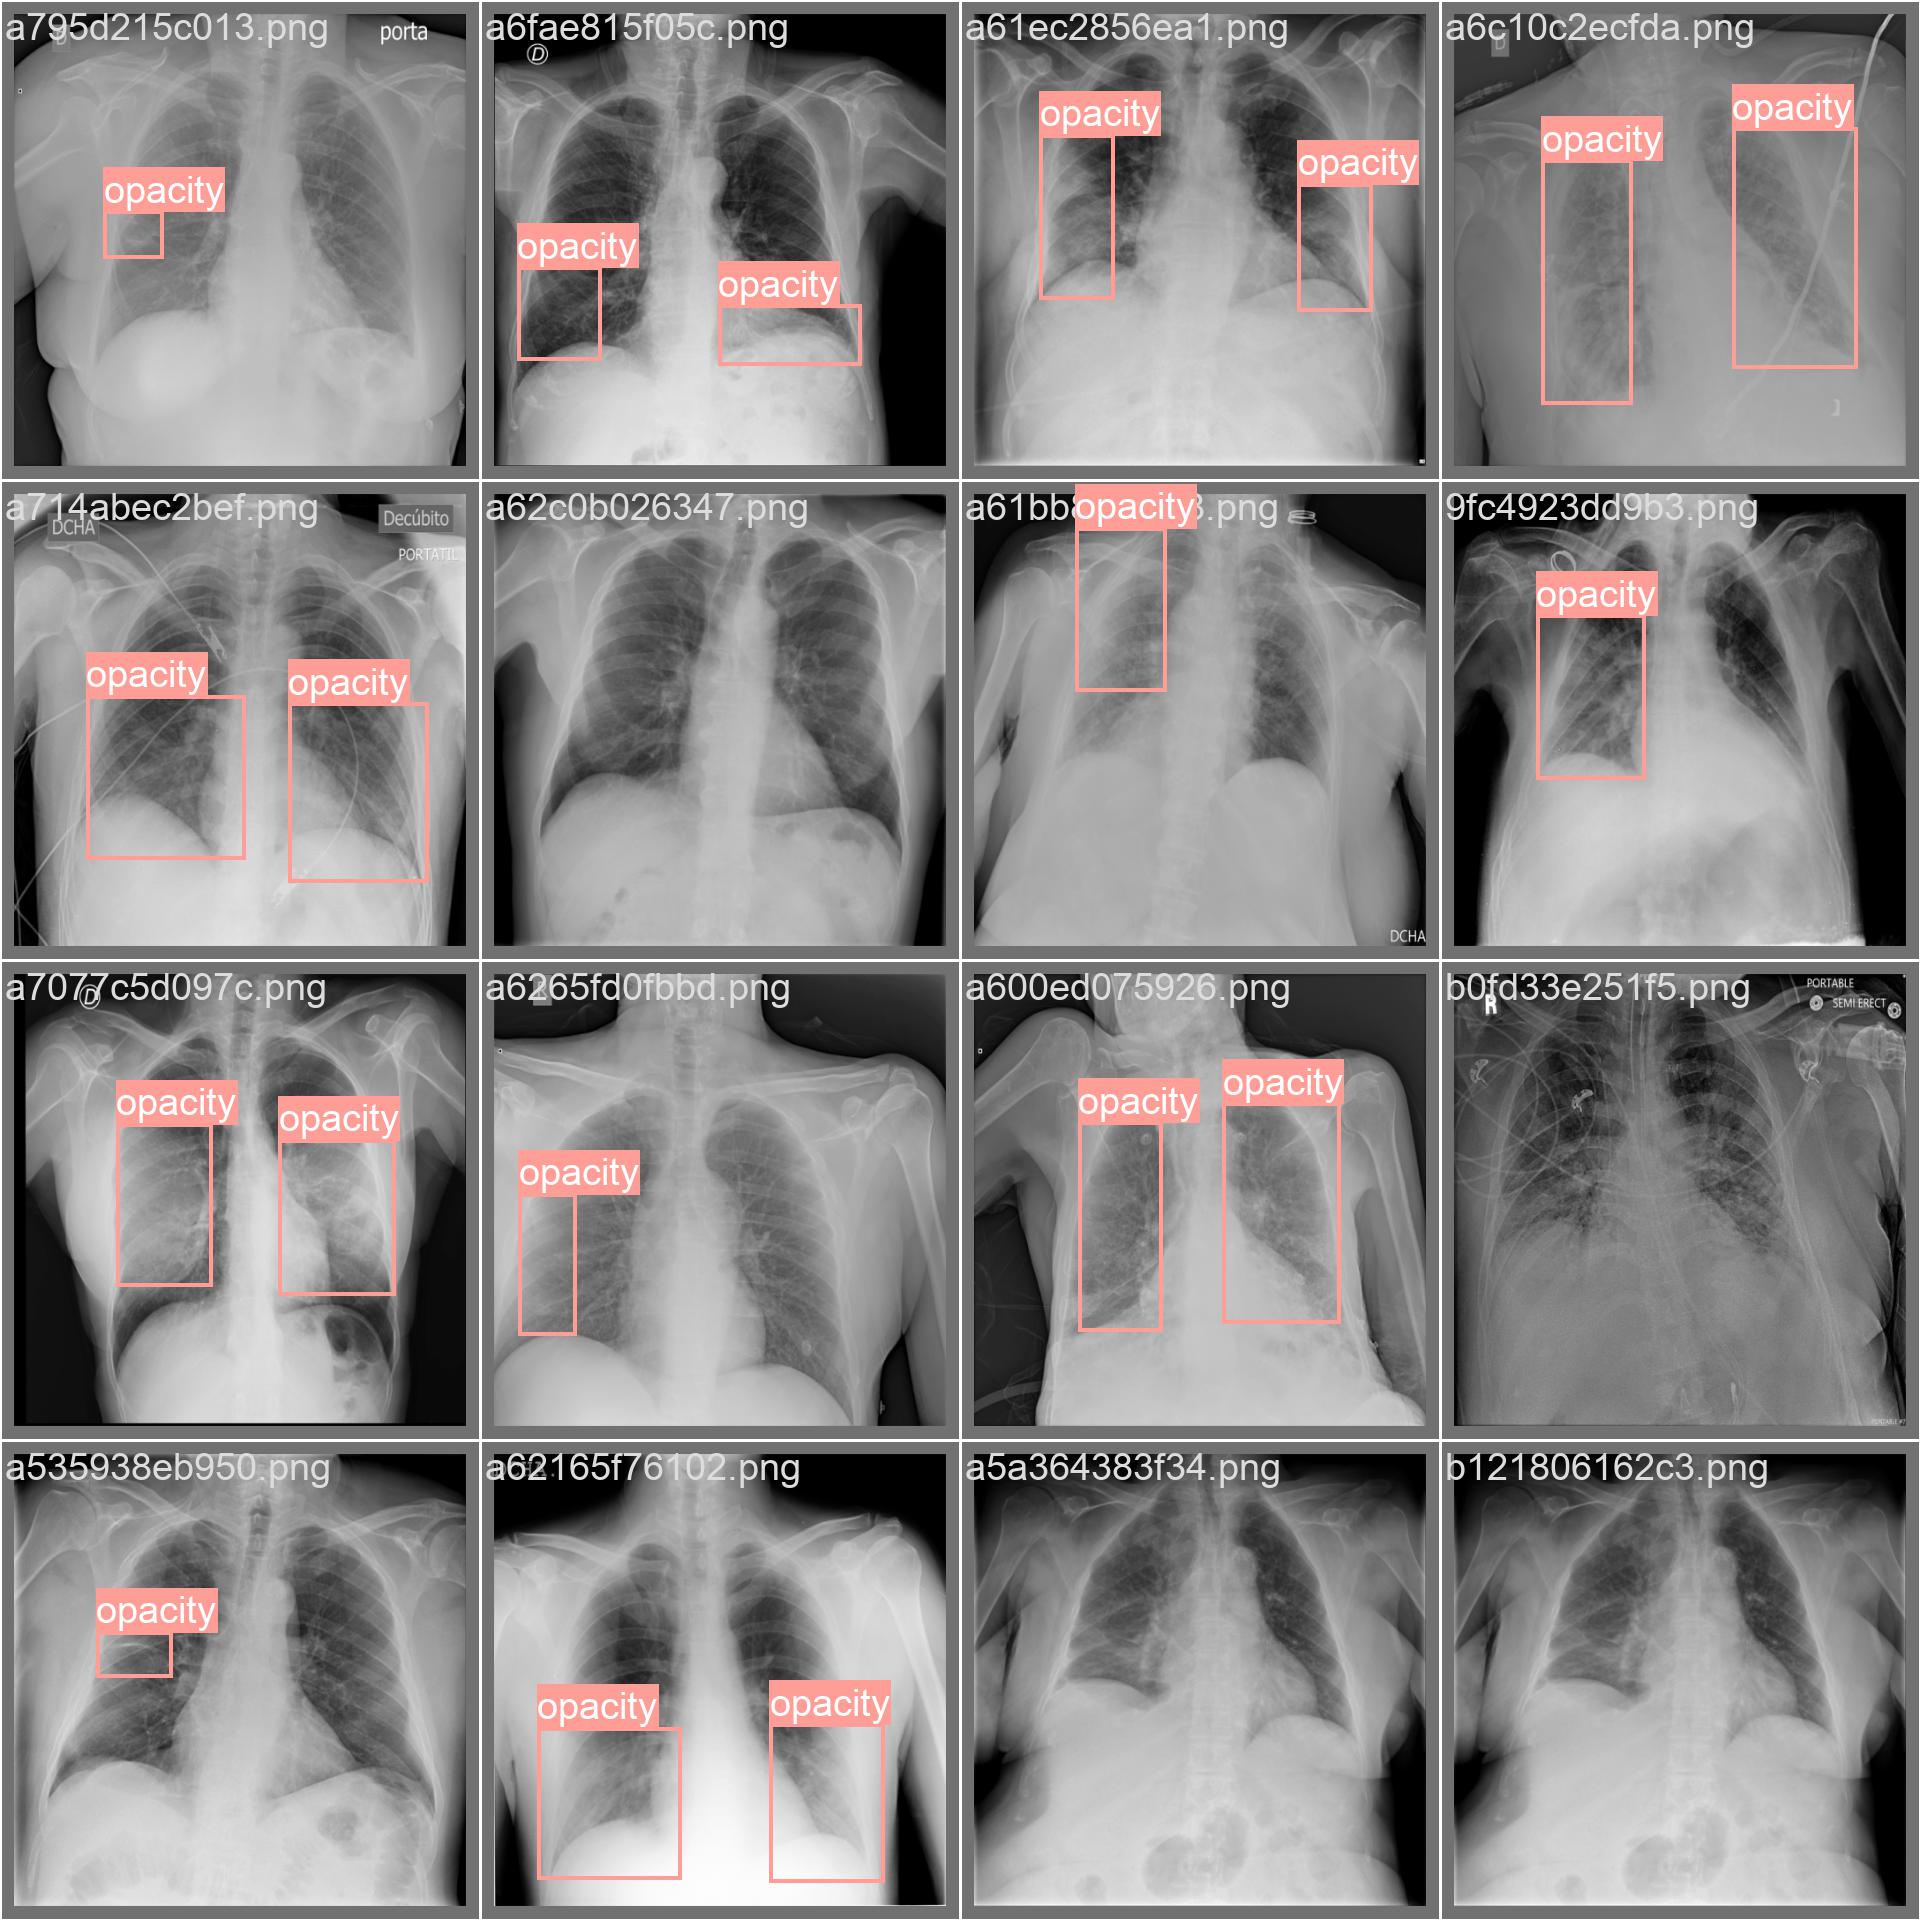 a795d215c013.png
D
porta
opacity
a6fae815f05c.png
D
opacity
opacity
a61ec2856ea1.png
opacity
opacity
a6c10c2ecfda.png
D
opacity
opacity
a714abec2bef.png
DCHA
Decúbito
PORTATIL
opacity
opacity
a62c0b026347.png
opacity
DCHA
9fc4923dd9b3.png
opacity
a7077c5d097c.png
D
opacity
opacity
a6265fd0fbbd.png
opacity
a600ed075926.png
opacity
opacity
b0fd33e251f5.png
R
PORTABLE
SEMI ERECT
a535938eb950.png
opacity
a62165f76102.png
opacity
opacity
a5a364383f34.png
b121806162c3.png